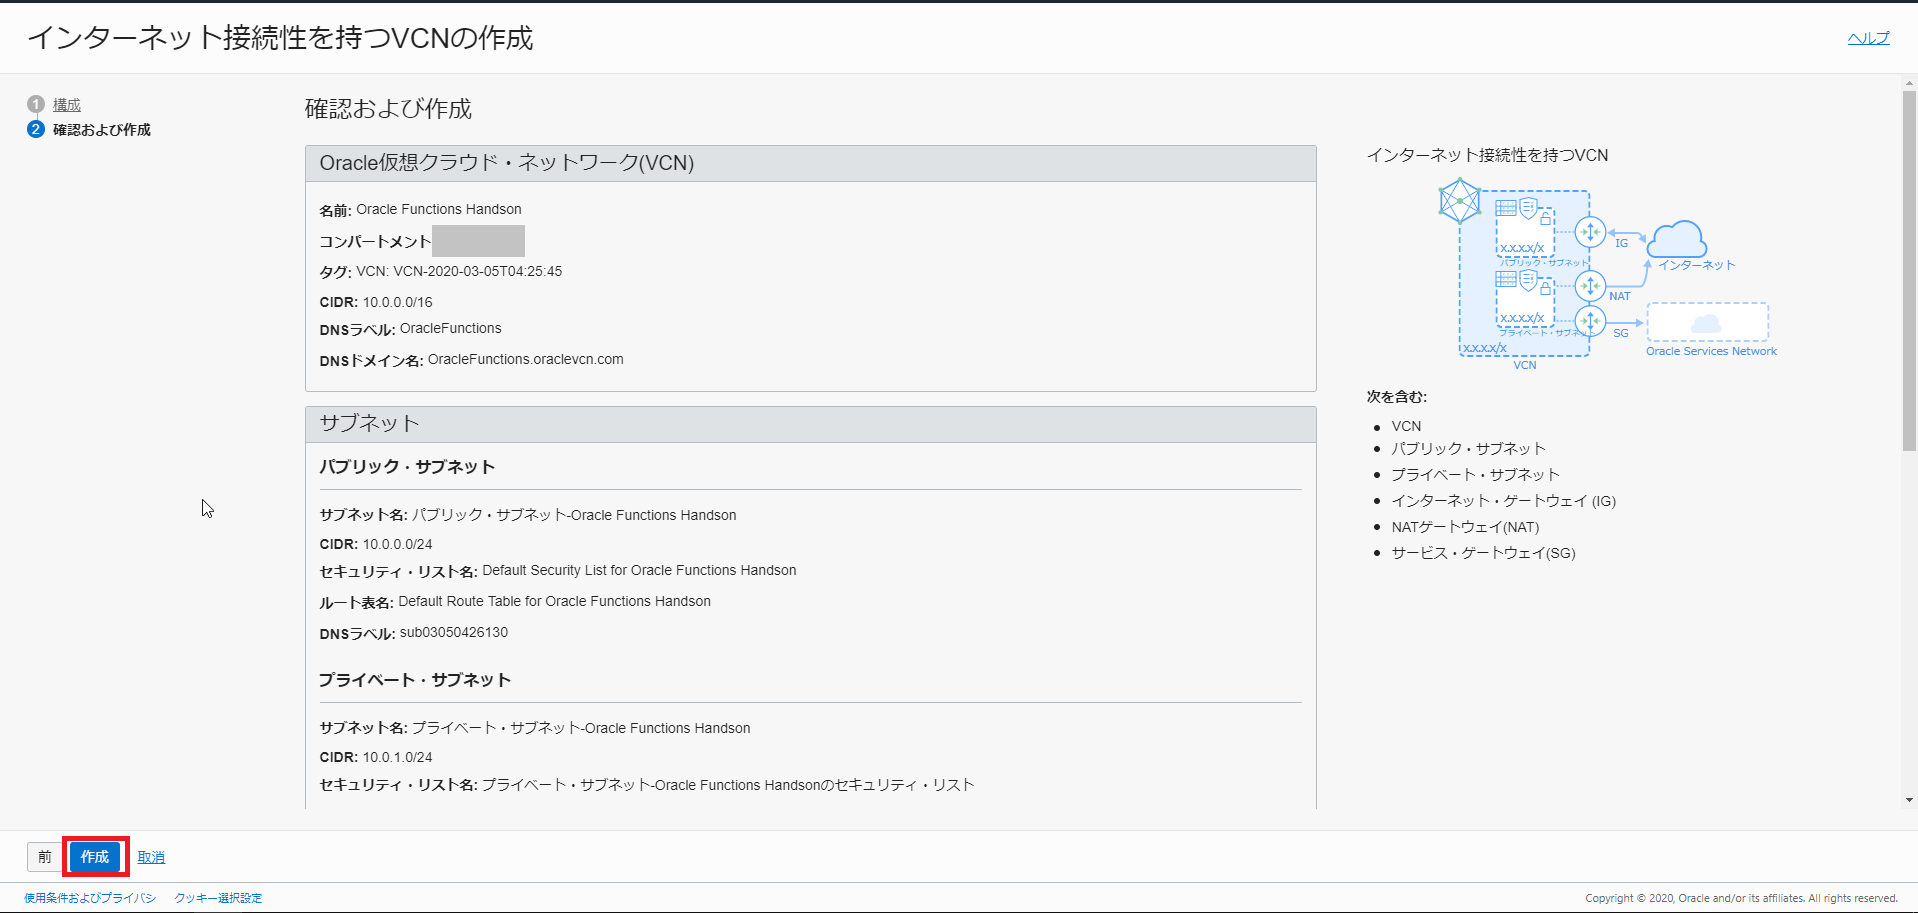 インターネット接続性を持つVCNの作成
ヘルプ
1 構成
2 確認および作成
確認および作成
Oracle仮想クラウド・ネットワーク(VCN)
名前: Oracle Functions Handson
コンパートメント
タグ: VCN: VCN-2020-03-05T04:25:45
CIDR: 10.0.0.0/16
DNSラベル: OracleFunctions
DNSドメイン名: OracleFunctions.oraclevcn.com
サブネット
パブリック・サブネット
サブネット名: パブリック・サブネット-Oracle Functions Handson
CIDR: 10.0.0.0/24
セキュリティ・リスト名: Default Security List for Oracle Functions Handson
ルート表名: Default Route Table for Oracle Functions Handson
DNSラベル: sub03050426130
プライベート・サブネット
サブネット名: プライベート・サブネット-Oracle Functions Handson
CIDR: 10.0.1.0/24
セキュリティ・リスト名: プライベート・サブネット-Oracle Functions Handsonのセキュリティ・リスト
インターネット接続性を持つVCN
x.x.x.x/x
パブリック・サブネット
IG
インターネット
NAT
x.x.x.x/x
プライベート・サブネット
SG
x.x.x.x/x
Oracle Services Network
VCN
次を含む:
VCN
パブリック・サブネット
プライベート・サブネット
インターネット・ゲートウェイ (IG)
NATゲートウェイ(NAT)
サービス・ゲートウェイ(SG)
前 作成 取消
使用条件およびプライバシ クッキー選択設定
Copyright © 2020, Oracle and/or its affiliates. All rights reserved.